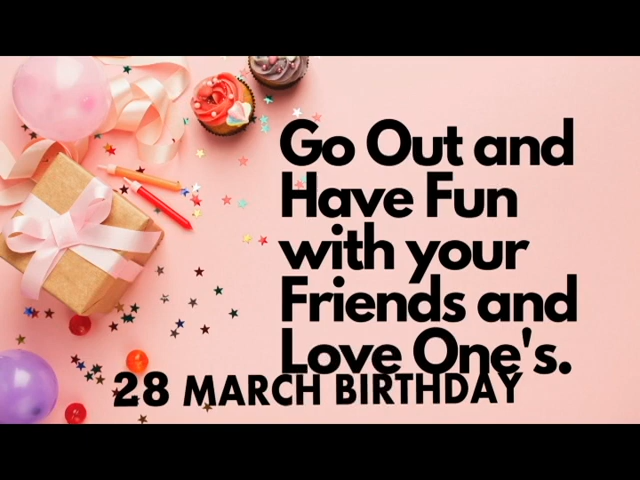 Go Out and
Have Fun
with your
Friends and
Love One's.
28 MARCH BIRTHDAY